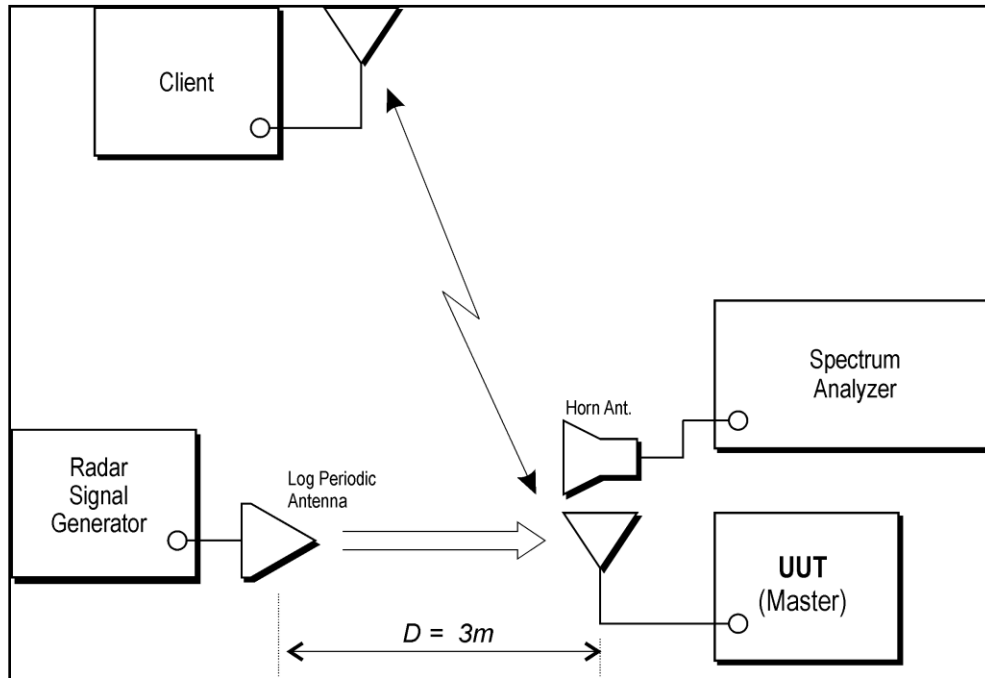 Client
Spectrum
Analyzer
Horn Ant.
Radar
Signal
Generator
Log Periodic
Antenna
UUT
(Master)
D = 3m